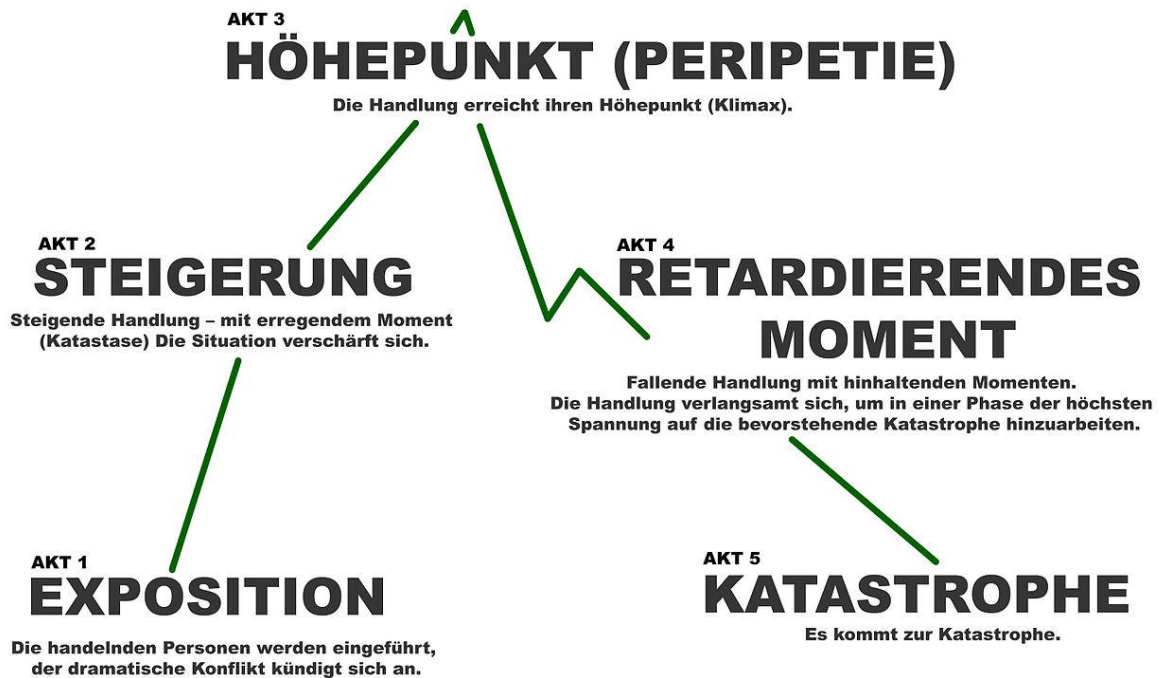 AKT 3
HÖHEPUNKT (PERIPETIE)
Die Handlung erreicht ihren Höhepunkt (Klimax).
AKT 2
STEIGERUNG
Steigende Handlung – mit erregendem Moment
(Katastase) Die Situation verschärft sich.
AKT 4
RETARDIERENDES
MOMENT
Fallende Handlung mit hinhaltenden Momenten.
Die Handlung verlangsamt sich, um in einer Phase der höchsten
Spannung auf die bevorstehende Katastrophe hinzuarbeiten.
AKT 1
EXPOSITION
Die handelnden Personen werden eingeführt,
der dramatische Konflikt kündigt sich an.
AKT 5
KATASTROPHE
Es kommt zur Katastrophe.